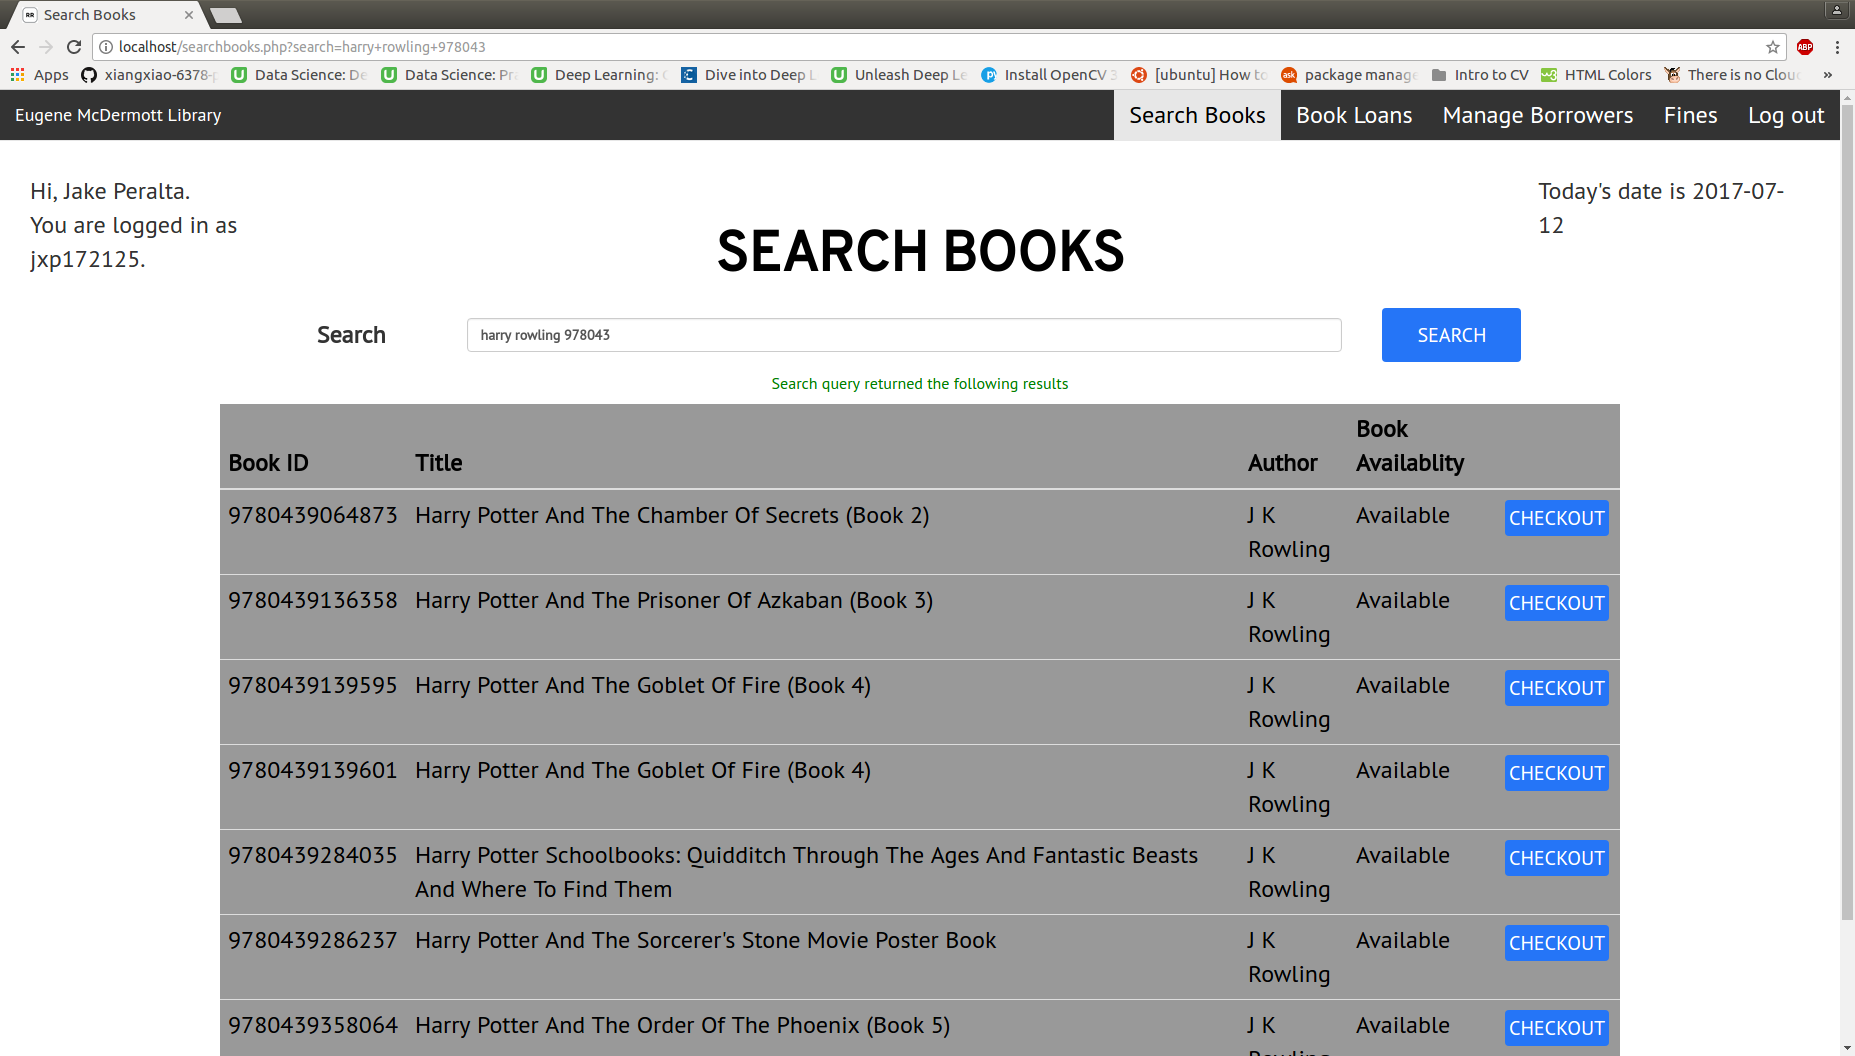 Search Books
localhost/searchbooks.php?search=harry+rowling+978043
ABP
Apps xiangxiao-6378-p Data Science: De Data Science: Pr Deep Learning: Dive into Deep L Unleash Deep Le Install OpenCV 3 [ubuntu] How to package manage Intro to CV HTML Colors There is no Clou »
Eugene McDermott Library Search Books Book Loans Manage Borrowers Fines Log out
Hi, Jake Peralta.
You are logged in as
jxp172125.
Today's date is 2017-07-
12
SEARCH BOOKS
Search harry rowling 978043 SEARCH
Search query returned the following results
Book ID Title Author Book
Availablity
9780439064873 Harry Potter And The Chamber Of Secrets (Book 2) J K Available CHECKOUT
Rowling
9780439136358 Harry Potter And The Prisoner Of Azkaban (Book 3) J K Available CHECKOUT
Rowling
9780439139595 Harry Potter And The Goblet Of Fire (Book 4) J K Available CHECKOUT
Rowling
9780439139601 Harry Potter And The Goblet Of Fire (Book 4) J K Available CHECKOUT
Rowling
9780439284035 Harry Potter Schoolbooks: Quidditch Through The Ages And Fantastic Beasts J K Available CHECKOUT
And Where To Find Them Rowling
9780439286237 Harry Potter And The Sorcerer's Stone Movie Poster Book J K Available CHECKOUT
Rowling
9780439358064 Harry Potter And The Order Of The Phoenix (Book 5) J K Available CHECKOUT